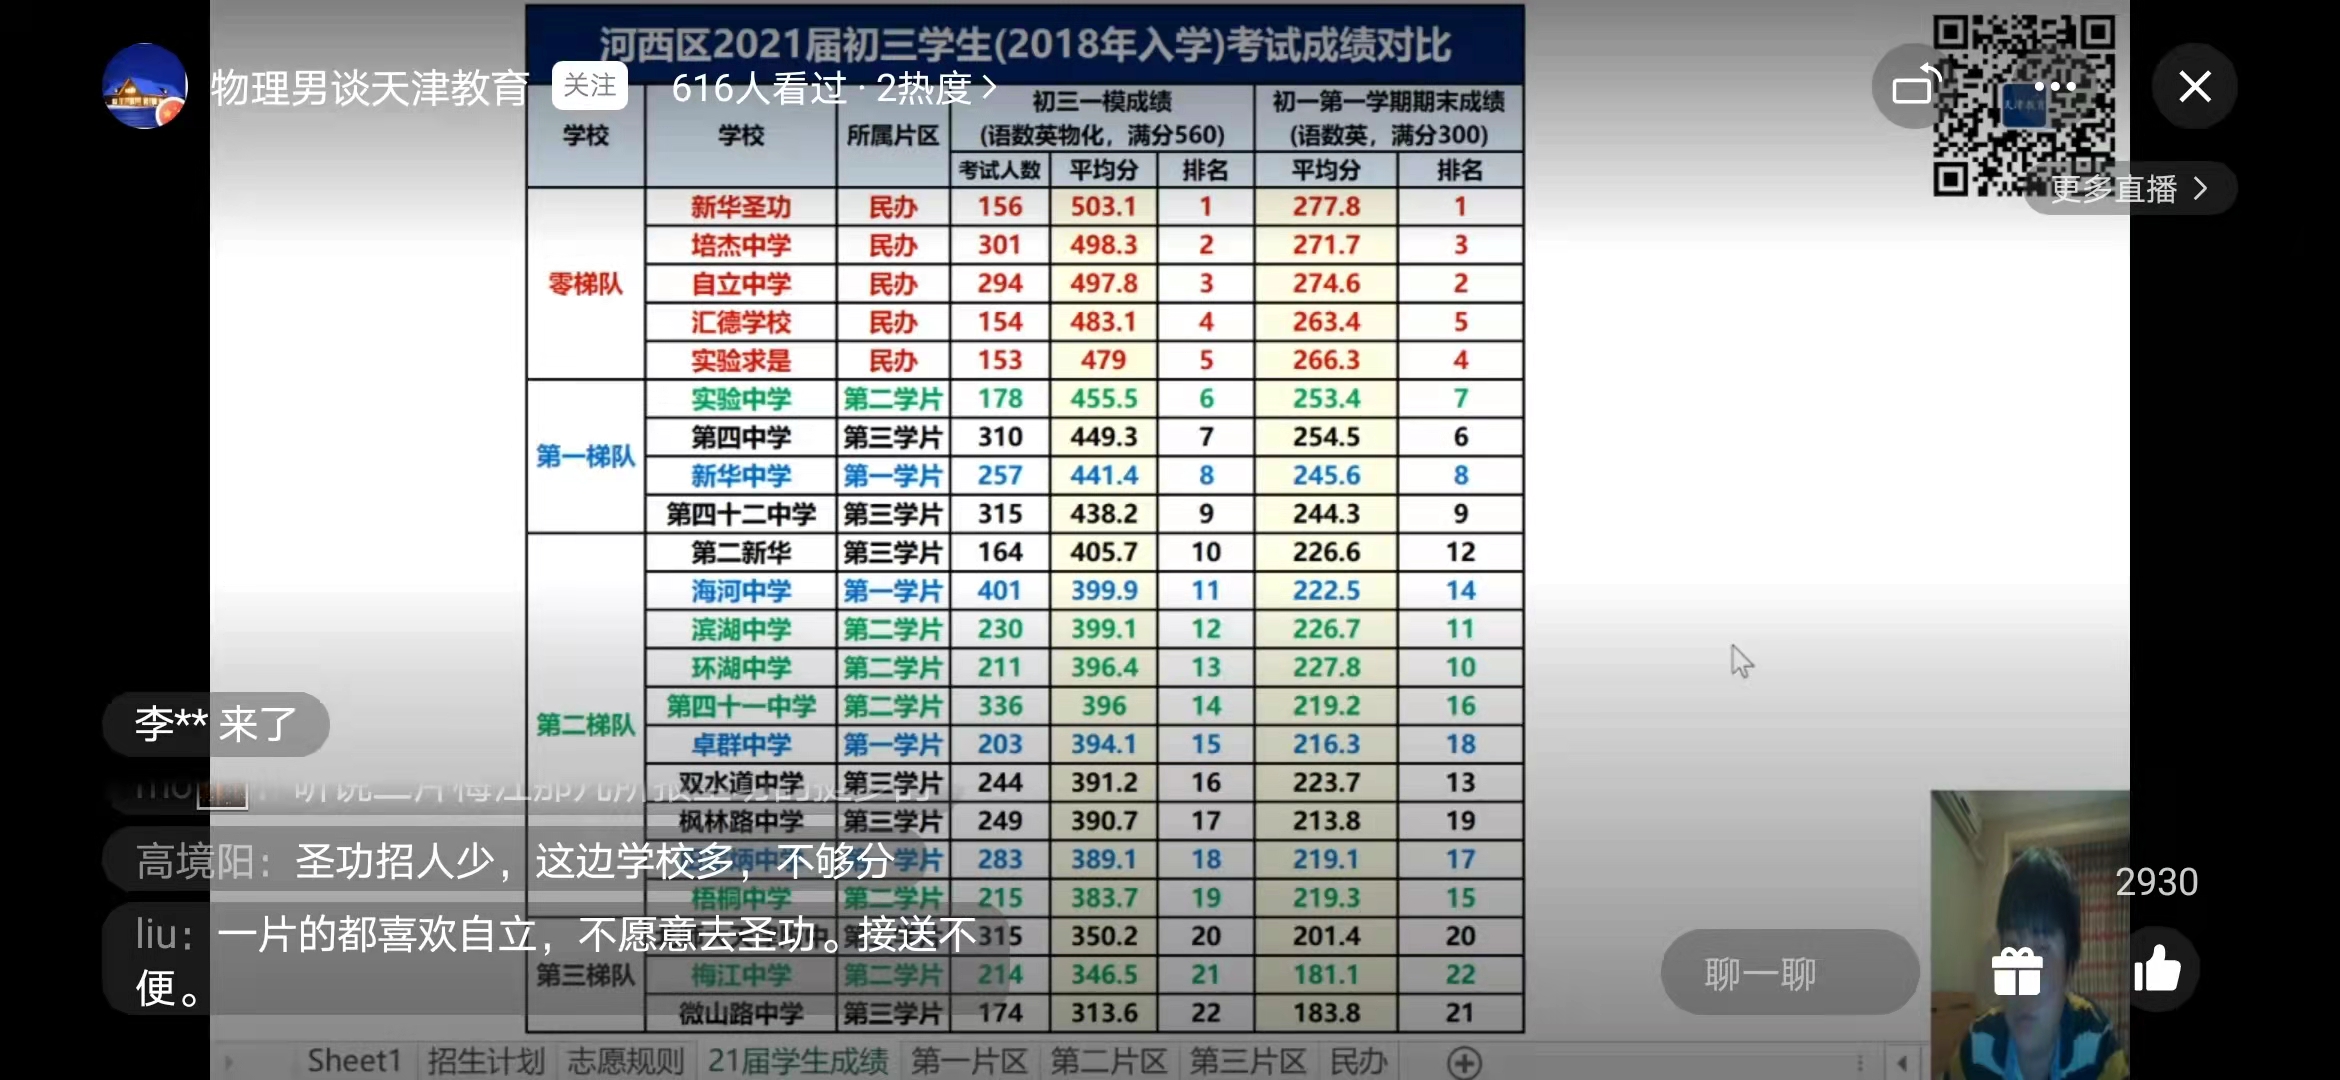 河西区2021届初三学生(2018年入学)考试成绩对比
物理男谈天津教育 关注 616人看过·2热度
更多直播
学校 学校 所属片区 初三一模成绩 初一第一学期期末成绩
(语数英物化，满分560) (语数英，满分300)
考试人数 平均分 排名 平均分 排名
零梯队
新华圣功 民办 156 503.1 1 277.8 1
培杰中学 民办 301 498.3 2 271.7 3
自立中学 民办 294 497.8 3 274.6 2
汇德学校 民办 154 483.1 4 263.4 5
实验求是 民办 153 479 5 266.3 4
第一梯队
实验中学 第二学片 178 455.5 6 253.4 7
第四中学 第三学片 310 449.3 7 254.5 6
新华中学 第一学片 257 441.4 8 245.6 8
第四十二中学 第三学片 315 438.2 9 244.3 9
第二梯队
第二新华 第三学片 164 405.7 10 226.6 12
海河中学 第一学片 401 399.9 11 222.5 14
滨湖中学 第二学片 230 399.1 12 226.7 11
环湖中学 第二学片 211 396.4 13 227.8 10
第四十一中学 第二学片 336 396 14 219.2 16
卓群中学 第一学片 203 394.1 15 216.3 18
双水道中学 第三学片 244 391.2 16 223.7 13
枫林路中学 第三学片 249 390.7 17 213.8 19
283 389.1 18 219.1 17
梧桐中学 第二学片 215 383.7 19 219.3 15
第三梯队
315 350.2 20 201.4 20
梅江中学 第二学片 214 346.5 21 181.1 22
微山路中学 第三学片 174 313.6 22 183.8 21
李** 来了
高境阳：圣功招人少，这边学校多，不够分
liu：一片的都喜欢自立，不愿意去圣功。接送不
便。
聊一聊
2930
Sheet1 招生计划 志愿规则 21届学生成绩 第一片区 第二片区 第三片区 民办